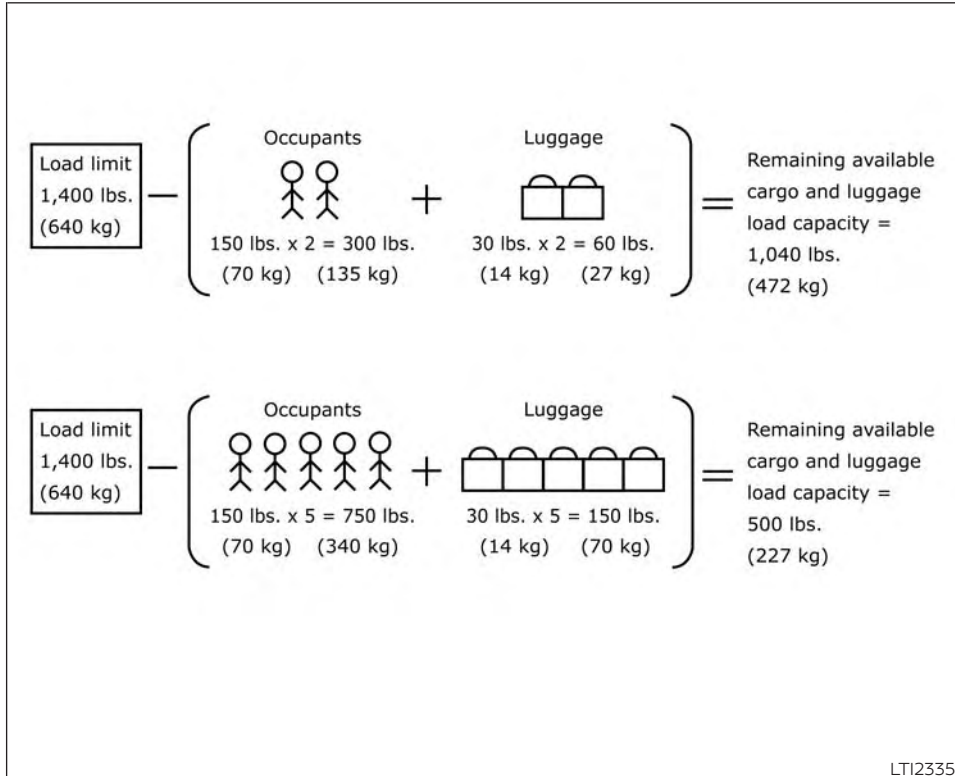 Load limit
1,400 lbs.
(640 kg)
Occupants
150 lbs. x 2 = 300 lbs.
(70 kg) (135 kg)
+
Luggage
30 lbs. x 2 = 60 lbs.
(14 kg) (27 kg)
=
Remaining available
cargo and luggage
load capacity =
1,040 lbs.
(472 kg)
Load limit
1,400 lbs.
(640 kg)
Occupants
150 lbs. x 5 = 750 lbs.
(70 kg) (340 kg)
+
Luggage
30 lbs. x 5 = 150 lbs.
(14 kg) (70 kg)
=
Remaining available
cargo and luggage
load capacity =
500 lbs.
(227 kg)
LTI2335